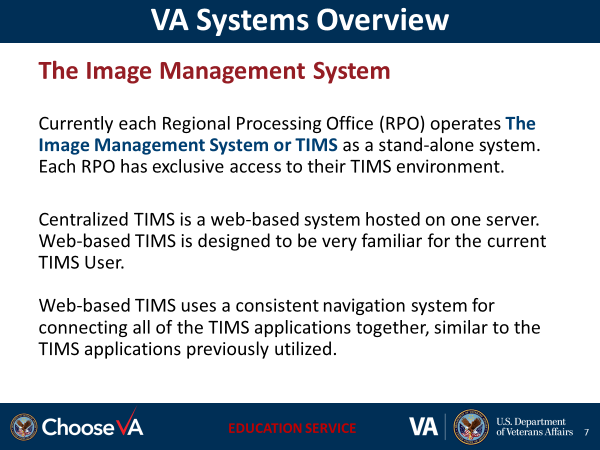 VA Systems Overview
The Image Management System
Currently each Regional Processing Office (RPO) operates The
Image Management System or TIMS as a stand-alone system.
Each RPO has exclusive access to their TIMS environment.
Centralized TIMS is a web-based system hosted on one server.
Web-based TIMS is designed to be very familiar for the current
TIMS User.
Web-based TIMS uses a consistent navigation system for
connecting all of the TIMS applications together, similar to the
TIMS applications previously utilized.
ChooseVA
EDUCATION SERVICE
VA
U.S. Department
of Veterans Affairs
7